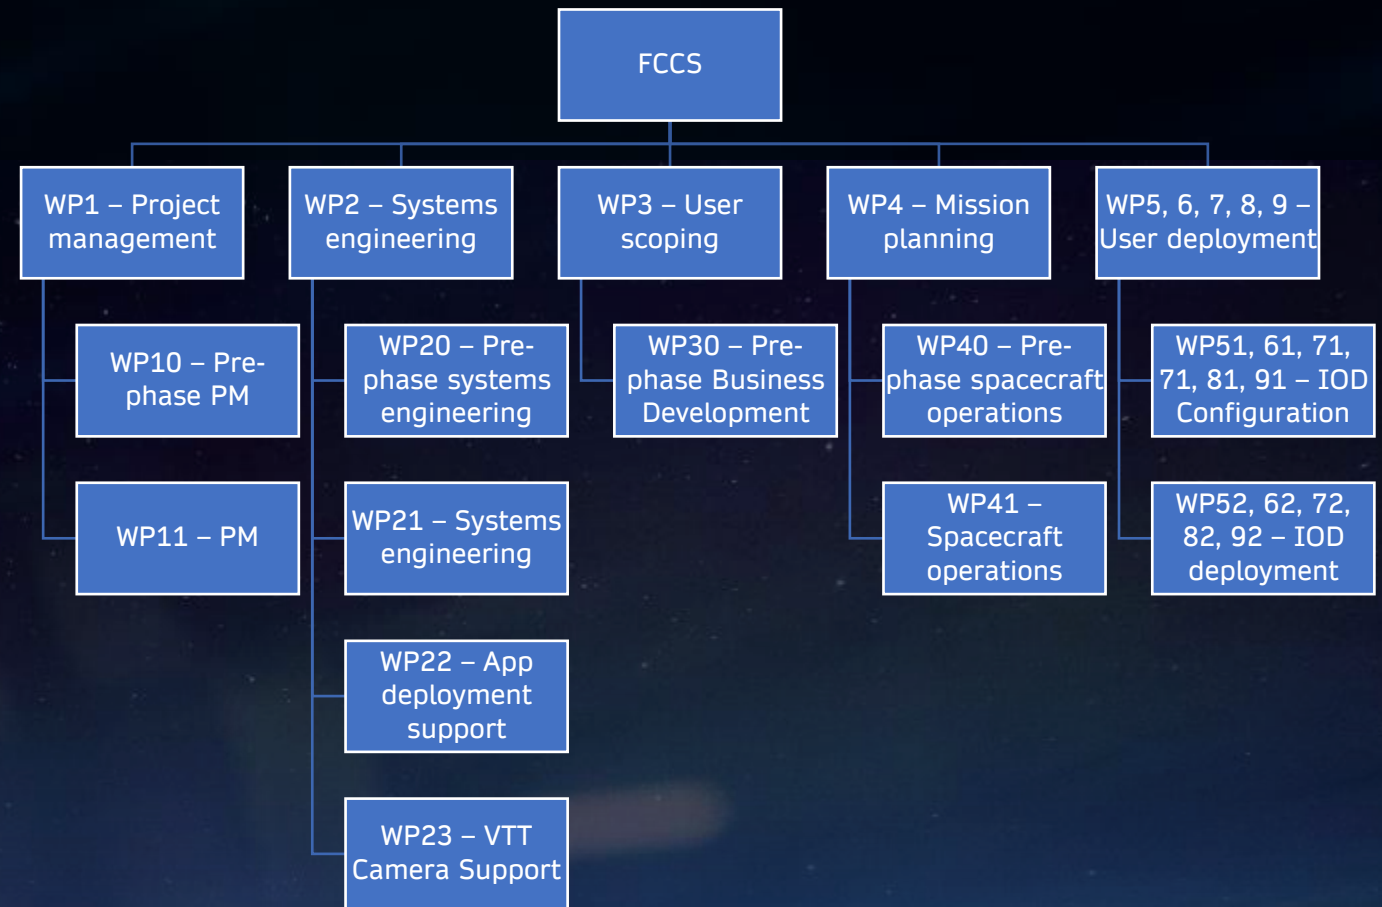 FCCS
WP1 – Project
management
WP2 – Systems
engineering
WP3 – User
scoping
WP4 – Mission
planning
WP5, 6, 7, 8, 9 –
User deployment
WP10 – Pre-
phase PM
WP11 – PM
WP20 – Pre-
phase systems
engineering
WP21 – Systems
engineering
WP22 – App
deployment
support
WP23 – VTT
Camera Support
WP30 – Pre-
phase Business
Development
WP40 – Pre-
phase spacecraft
operations
WP41 –
Spacecraft
operations
WP51, 61, 71,
71, 81, 91 – IOD
Configuration
WP52, 62, 72,
82, 92 – IOD
deployment